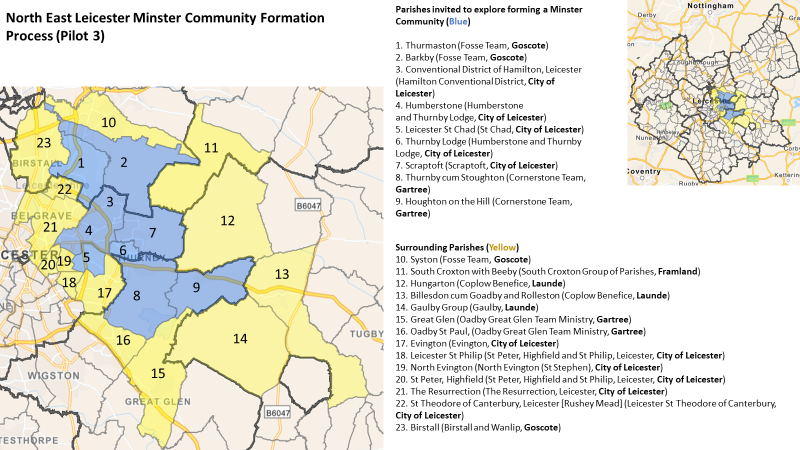 North East Leicester Minster Community Formation
Process (Pilot 3)
Parishes invited to explore forming a Minster
Community (Blue)
1. Thurmaston (Fosse Team, Goscote)
2. Barkby (Fosse Team, Goscote)
3. Conventional District of Hamilton, Leicester
(Hamilton Conventional District, City of
Leicester)
4. Humberstone (Humberstone
and Thurnby Lodge, City of Leicester)
5. Leicester St Chad (St Chad, City of Leicester)
6. Thurnby Lodge (Humberstone and Thurnby
Lodge, City of Leicester)
7. Scraptoft (Scraptoft, City of Leicester)
8. Thurnby cum Stoughton (Cornerstone Team,
Gartree)
9. Houghton on the Hill (Cornerstone Team,
Gartree)
Surrounding Parishes (Yellow)
10. Syston (Fosse Team, Goscote)
11. South Croxton with Beeby (South Croxton Group of Parishes, Framland)
12. Hungarton (Coplow Benefice, Launde)
13. Billesdon cum Goadby and Rolleston (Coplow Benefice, Launde)
14. Gaulby Group (Gaulby, Launde)
15. Great Glen (Oadby Great Glen Team Ministry, Gartree)
16. Oadby St Paul, (Oadby Great Glen Team Ministry, Gartree)
17. Evington (Evington, City of Leicester)
18. Leicester St Philip (St Peter, Highfield and St Philip, Leicester, City of Leicester)
19. North Evington (North Evington (St Stephen), City of Leicester)
20. St Peter, Highfield (St Peter, Highfield and St Philip, Leicester, City of Leicester)
21. The Resurrection (The Resurrection, Leicester, City of Leicester)
22. St Theodore of Canterbury, Leicester [Rushey Mead] (Leicester St Theodore of Canterbury,
City of Leicester)
23. Birstall (Birstall and Wanlip, Goscote)
10
23
11
BIRSTALL
1
2
22
3
B6047
BELGRAVE
12
21
4
7
6
5
20
19
13
18
17
8
9
16
14
TUGBY
WIGSTON
15
GREAT GLEN
B6047
Nottingham
Derby
Loughborough
Leicester
Nuneaton
Coventry
Rugby
Kettering